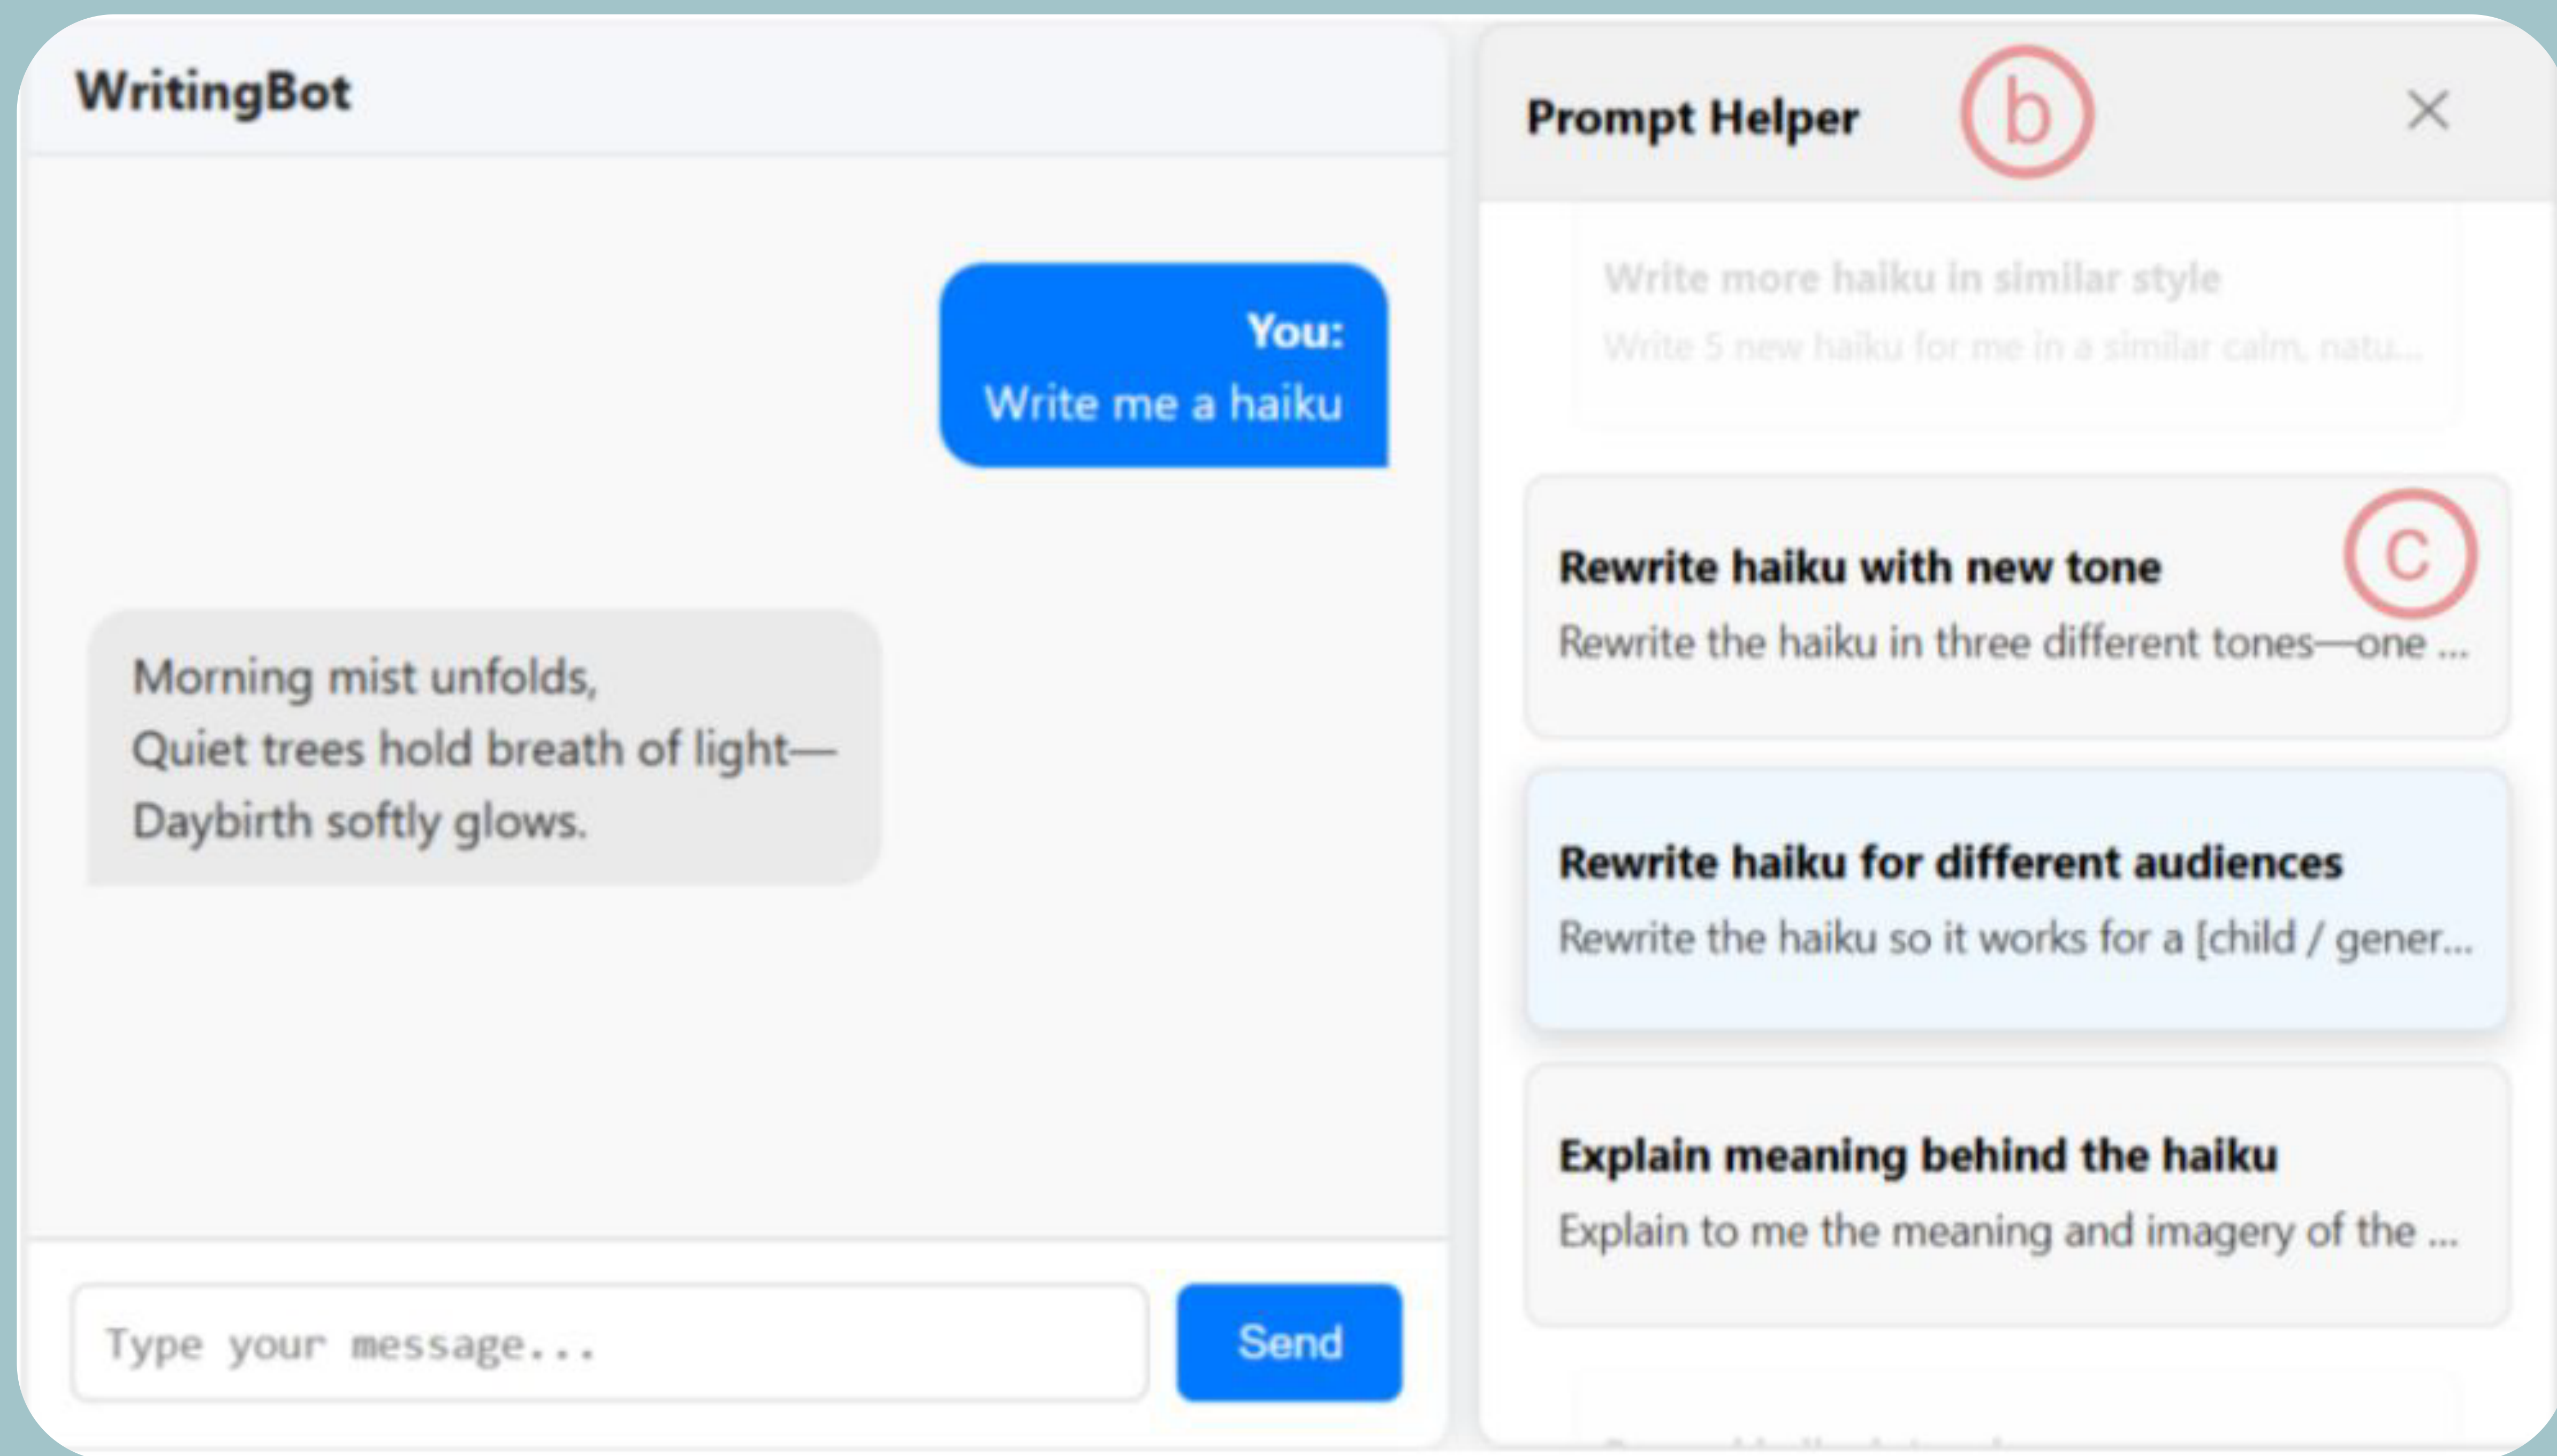 WritingBot
You:
Write me a haiku
Morning mist unfolds,
Quiet trees hold breath of light—
Daybirth softly glows.
Type your message...
Send
Prompt Helper
b
Write more haiku in similar style
Write 5 new haiku for me in a similar calm, natu...
Rewrite haiku with new tone
c
Rewrite the haiku in three different tones—one ...
Rewrite haiku for different audiences
Rewrite the haiku so it works for a [child / gener...
Explain meaning behind the haiku
Explain to me the meaning and imagery of the ...